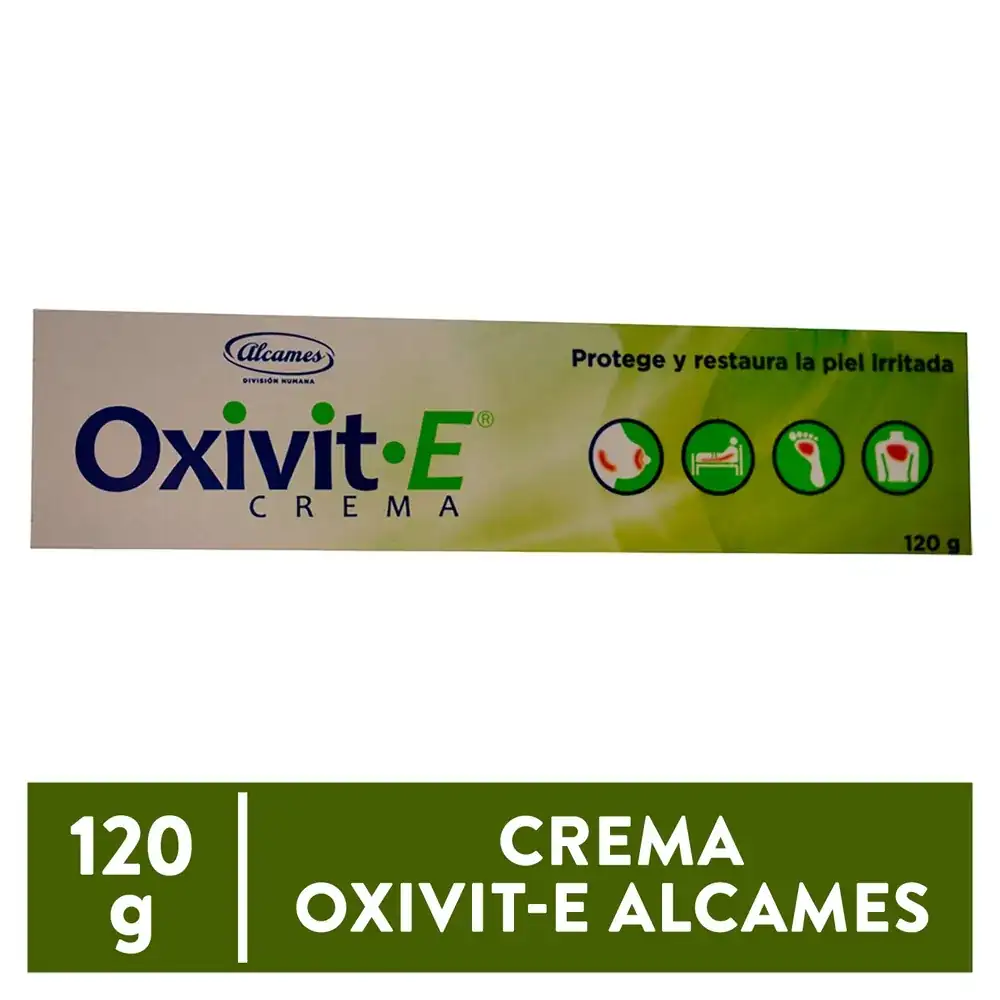 Alcames
DIVISIÓN HUMANA
Oxivit·E®
CREMA
Protege y restaura la piel irritada
120 g
120
g
CREMA
OXIVIT-E ALCAMES